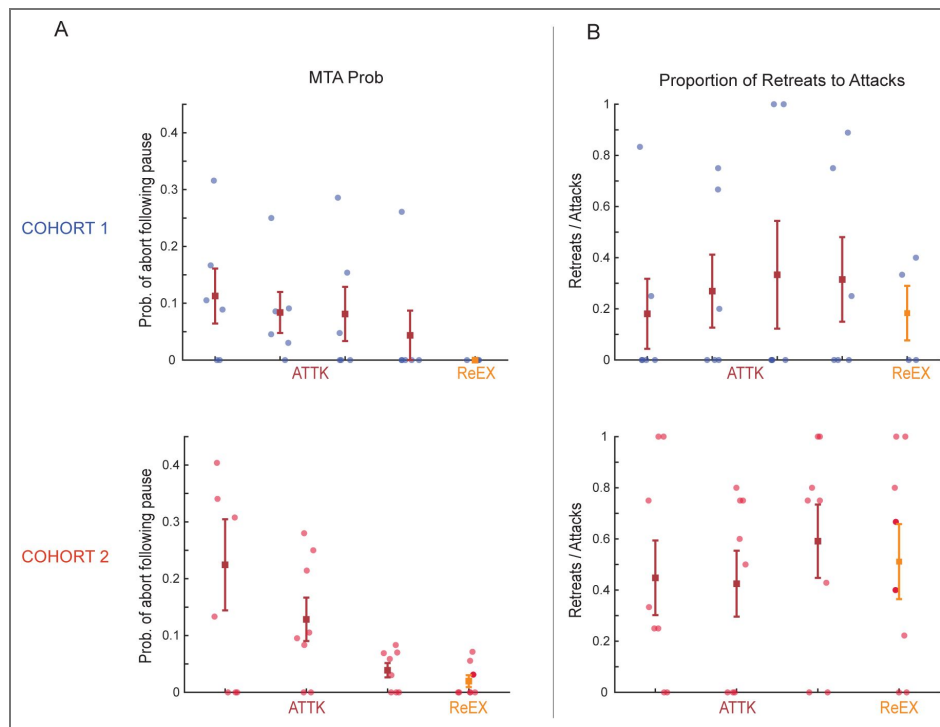 A
B
MTA Prob
Proportion of Retreats to Attacks
COHORT 1
Prob. of abort following pause
0.4
0.3
0.2
0.1
0
ATTK
ReEX
Retreats / Attacks
1
0.8
0.6
0.4
0.2
0
ATTK
ReEX
COHORT 2
Prob. of abort following pause
0.4
0.3
0.2
0.1
0
ATTK
ReEX
Retreats / Attacks
1
0.8
0.6
0.4
0.2
0
ATTK
ReEX